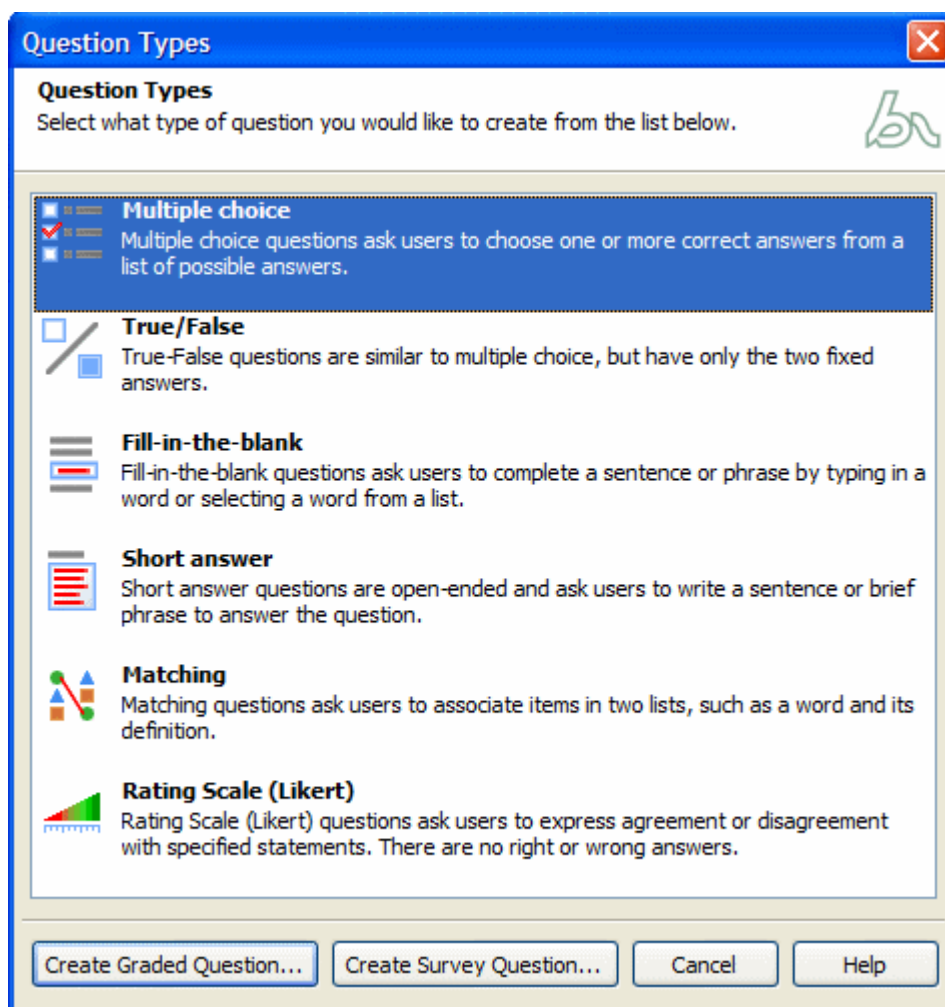 Question Types
Question Types
Select what type of question you would like to create from the list below.
Multiple choice
Multiple choice questions ask users to choose one or more correct answers from a
list of possible answers.
True/False
True-False questions are similar to multiple choice, but have only the two fixed
answers.
Fill-in-the-blank
Fill-in-the-blank questions ask users to complete a sentence or phrase by typing in a
word or selecting a word from a list.
Short answer
Short answer questions are open-ended and ask users to write a sentence or brief
phrase to answer the question.
Matching
Matching questions ask users to associate items in two lists, such as a word and its
definition.
Rating Scale (Likert)
Rating Scale (Likert) questions ask users to express agreement or disagreement
with specified statements. There are no right or wrong answers.
Create Graded Question... Create Survey Question... Cancel Help